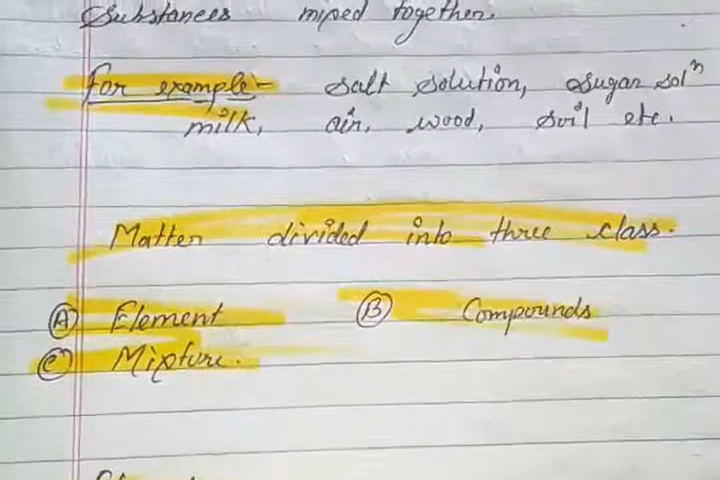 Substances mixed together.
For example:- salt solution, sugar solⁿ
milk, air, wood, soil etc.
Matter divided into three class.
(A) Element (B) Compounds
(C) Mixture.